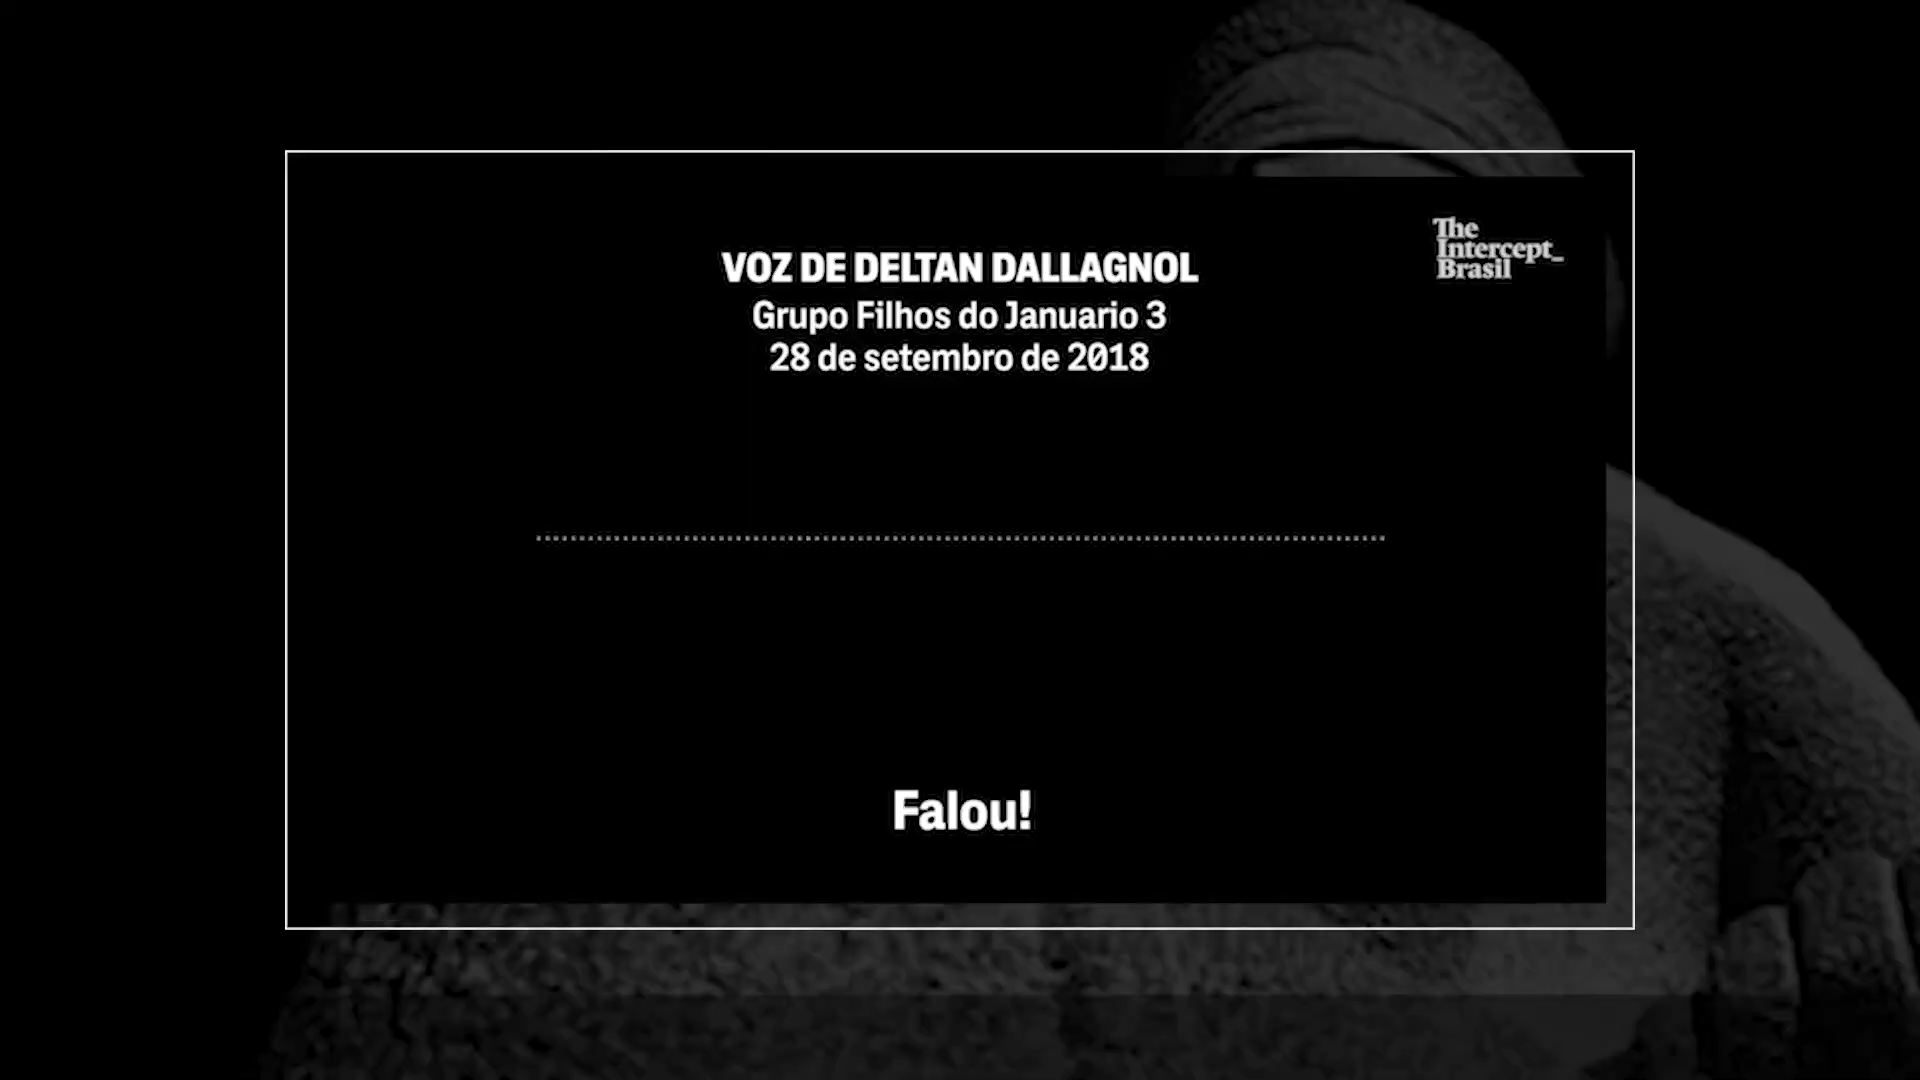 VOZ DE DELTAN DALLAGNOL
Grupo Filhos do Januario 3
28 de setembro de 2018
The
Intercept_
Brasil
Falou!